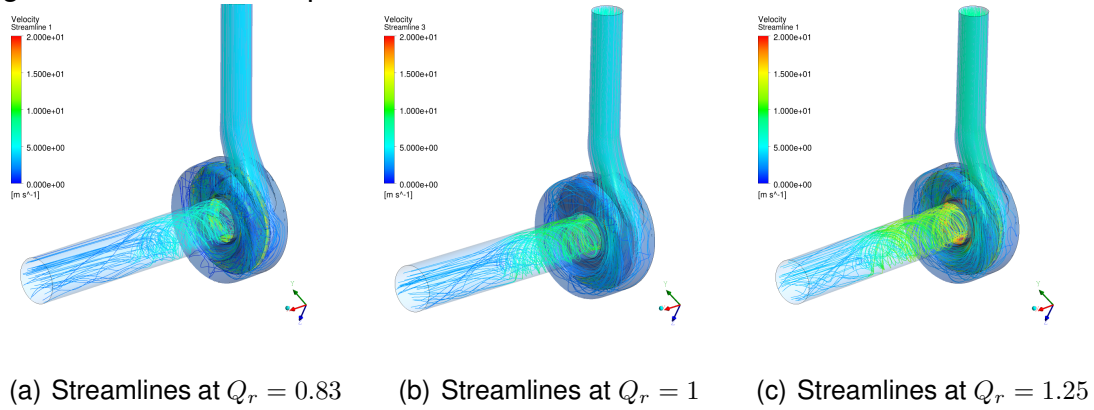 Velocity
Streamline 1
2.000e+01
1.500e+01
1.000e+01
5.000e+00
0.000e+00
[m s^-1]
Velocity
Streamline 3
2.000e+01
1.500e+01
1.000e+01
5.000e+00
0.000e+00
[m s^-1]
Velocity
Streamline 1
2.000e+01
1.500e+01
1.000e+01
5.000e+00
0.000e+00
[m s^-1]
(a) Streamlines at Q_r = 0.83
(b) Streamlines at Q_r = 1
(c) Streamlines at Q_r = 1.25